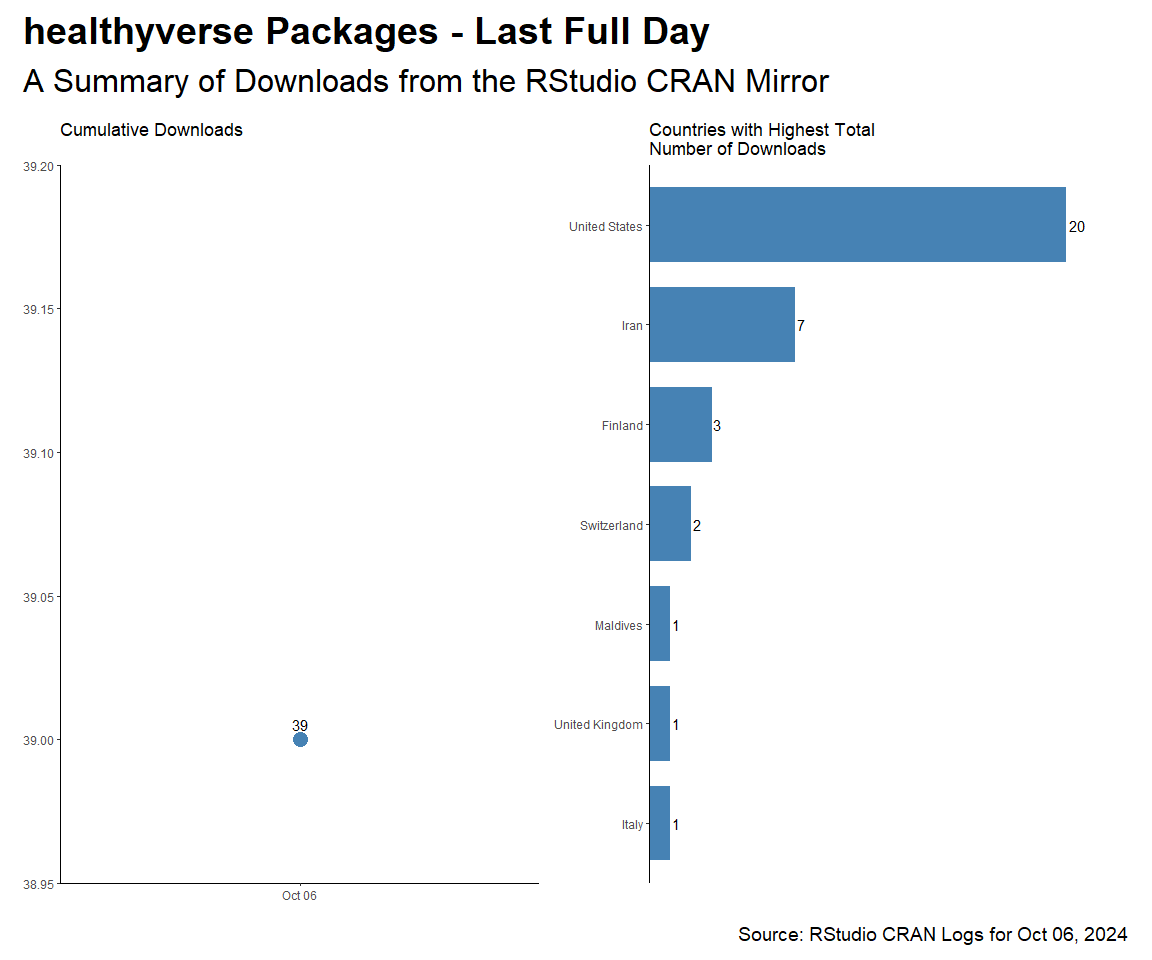 healthyverse Packages - Last Full Day
A Summary of Downloads from the RStudio CRAN Mirror
Cumulative Downloads
39.20
39.15
39.10
39.05
39.00
38.95
39
Oct 06
Countries with Highest Total
Number of Downloads
United States 20
Iran 7
Finland 3
Switzerland 2
Maldives 1
United Kingdom 1
Italy 1
Source: RStudio CRAN Logs for Oct 06, 2024